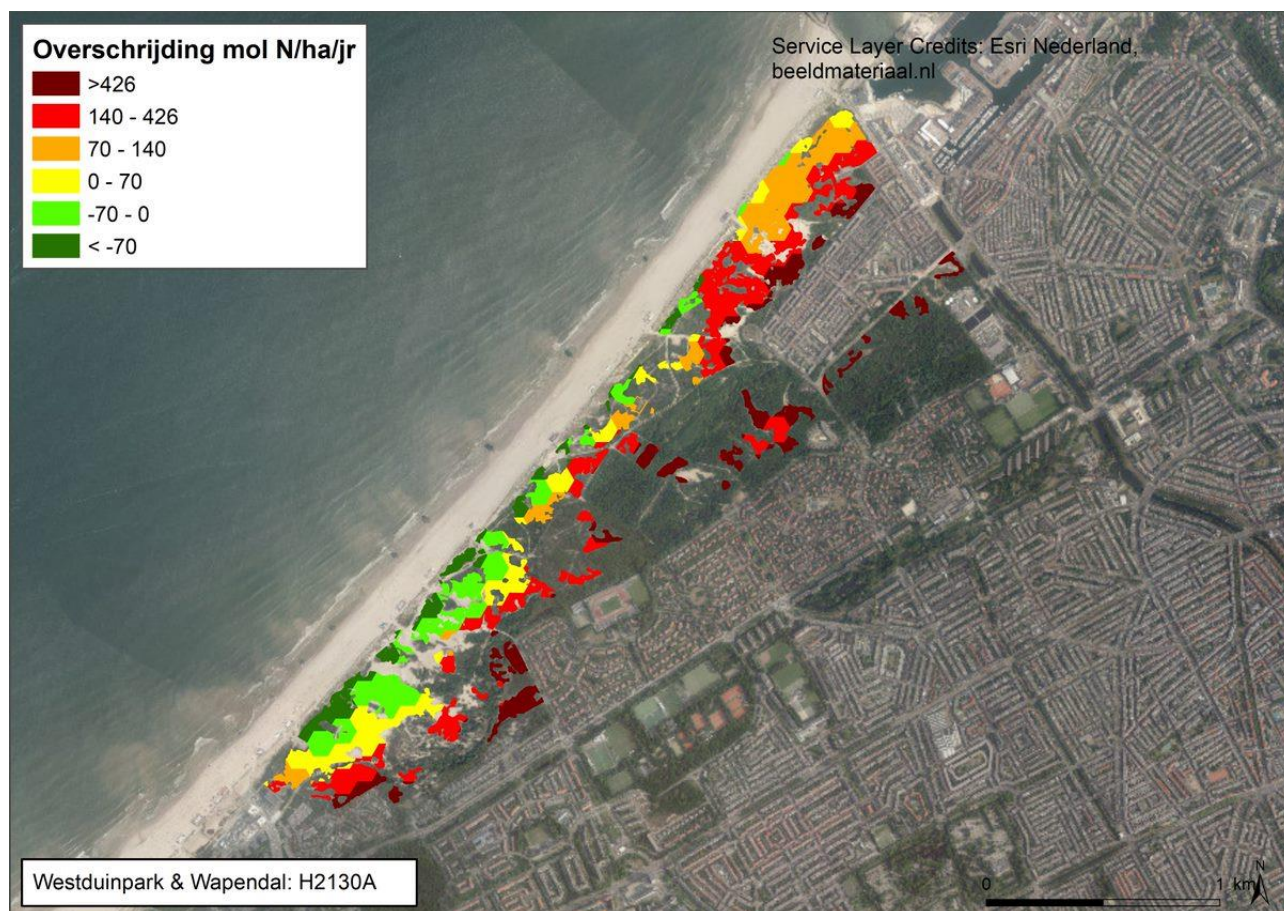 Overschrijding mol N/ha/jr
>426
140 - 426
70 - 140
0 - 70
-70 - 0
< -70
Service Layer Credits: Esri Nederland,
beeldmateriaal.nl
Westduinpark & Wapendal: H2130A
0 1 km
N